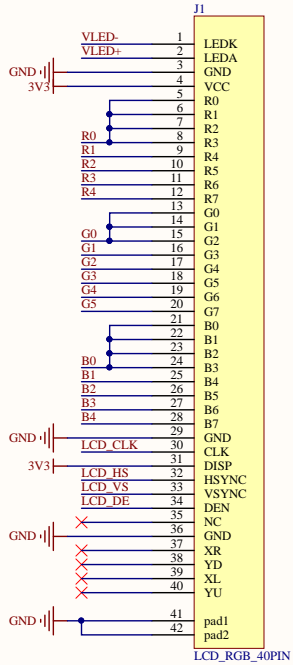 J1
VLED- 1 LEDK
VLED+ 2 LEDA
GND 3 GND
3V3 4 VCC
5 R0
6 R1
7 R2
R0 8 R3
R1 9 R4
R2 10 R5
R3 11 R6
R4 12 R7
13 G0
14 G1
G0 15 G2
G1 16 G3
G2 17 G4
G3 18 G5
G4 19 G6
G5 20 G7
21 B0
22 B1
23 B2
B0 24 B3
B1 25 B4
B2 26 B5
B3 27 B6
B4 28 B7
GND 29 GND
LCD_CLK 30 CLK
3V3 31 DISP
LCD_HS 32 HSYNC
LCD_VS 33 VSYNC
LCD_DE 34 DEN
35 NC
GND 36 GND
37 XR
38 YD
39 XL
40 YU
GND 41 pad1
42 pad2
LCD_RGB_40PIN